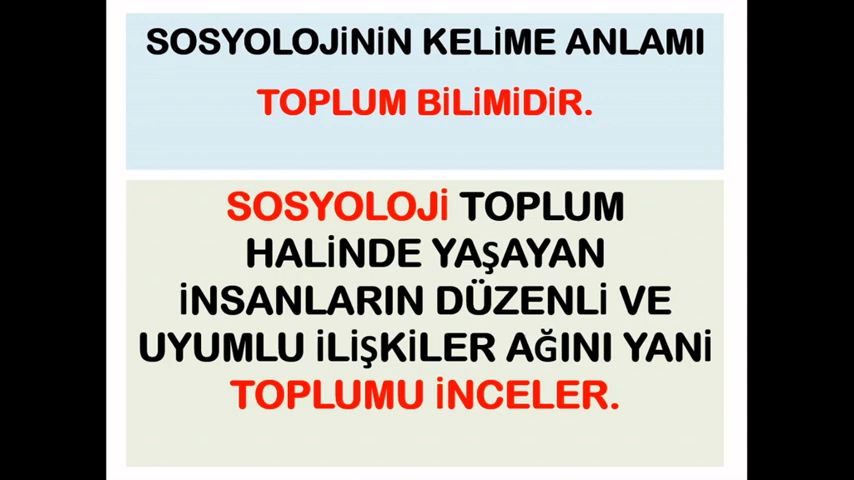 SOSYOLOJİNİN KELİME ANLAMI
TOPLUM BİLİMİDİR.
SOSYOLOJİ TOPLUM
HALİNDE YAŞAYAN
İNSANLARIN DÜZENLİ VE
UYUMLU İLİŞKİLER AĞINI YANİ
TOPLUMU İNCELER.